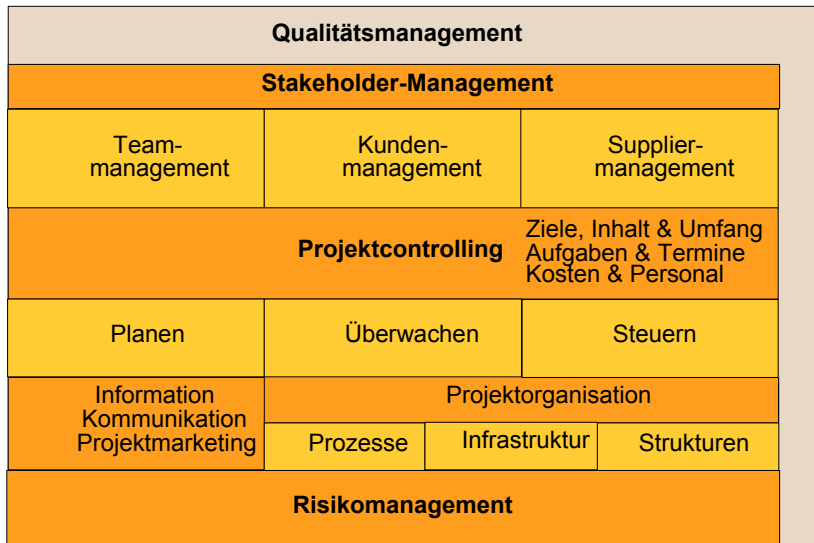 Qualitätsmanagement
Stakeholder-Management
Team-
management
Kunden-
management
Supplier-
management
Projektcontrolling
Ziele, Inhalt & Umfang
Aufgaben & Termine
Kosten & Personal
Planen
Überwachen
Steuern
Information
Kommunikation
Projektmarketing
Projektorganisation
Prozesse
Infrastruktur
Strukturen
Risikomanagement